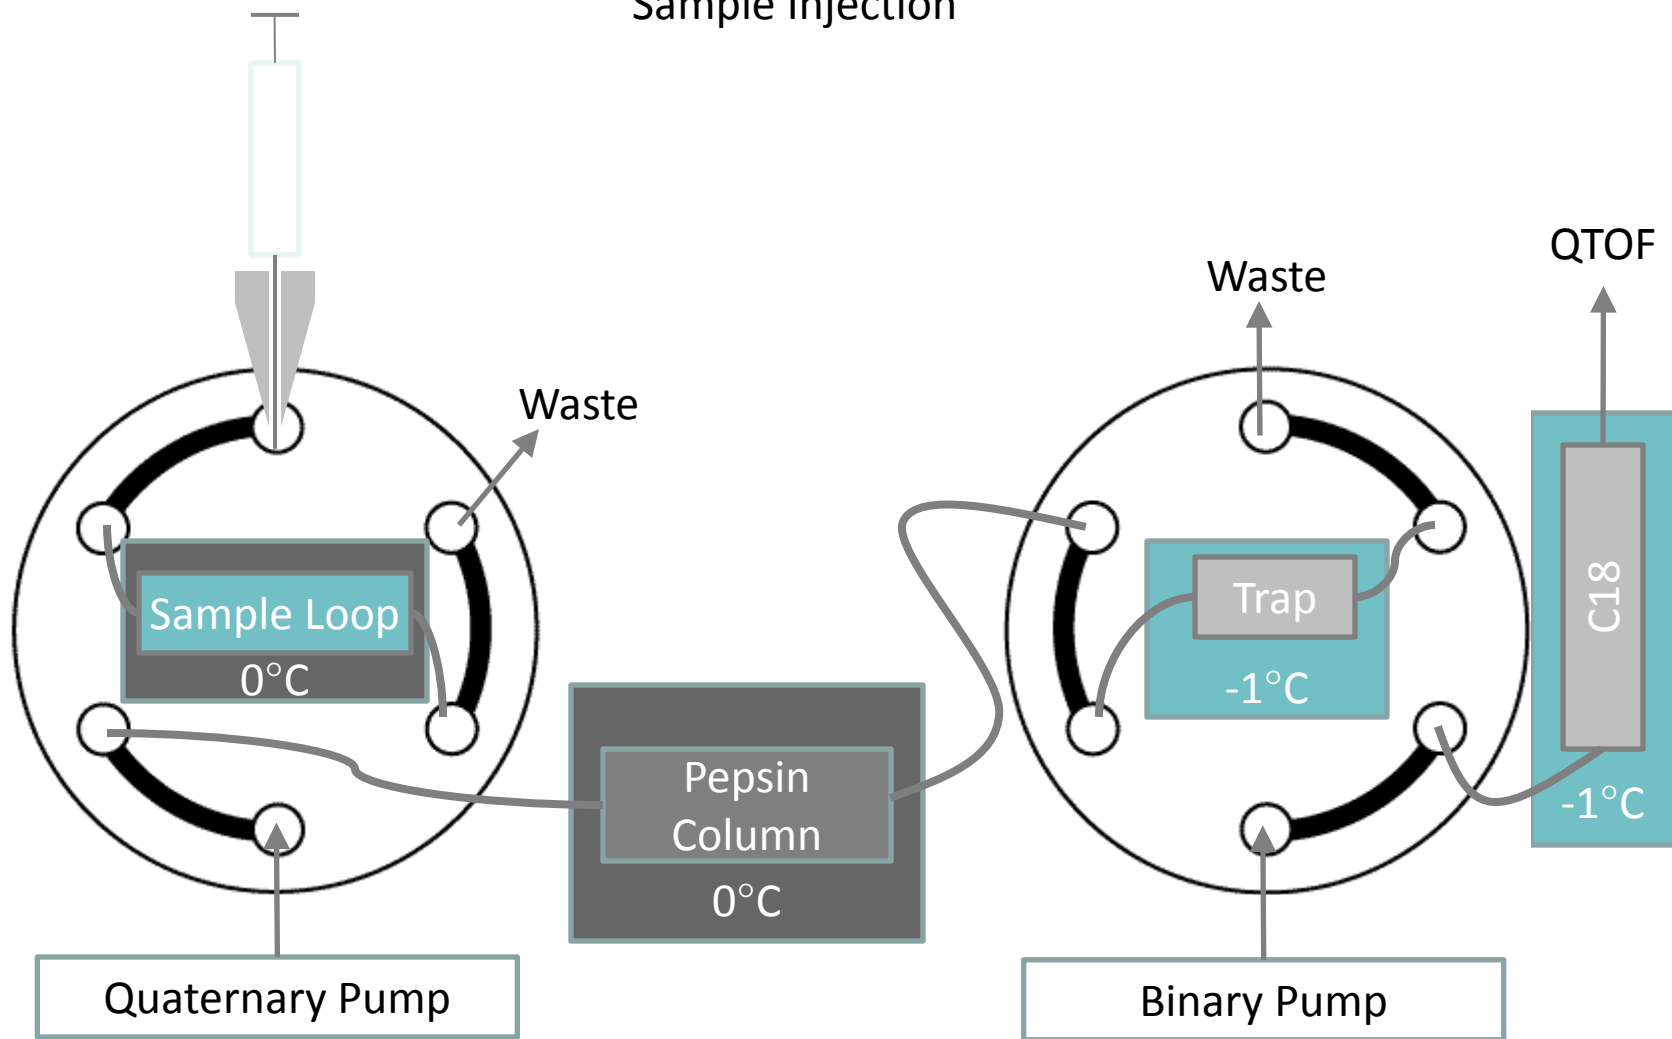 Sample Injection
QTOF
Waste
Waste
Sample Loop
0°C
Trap
-1°C
C18
-1°C
Pepsin
Column
0°C
Quaternary Pump
Binary Pump